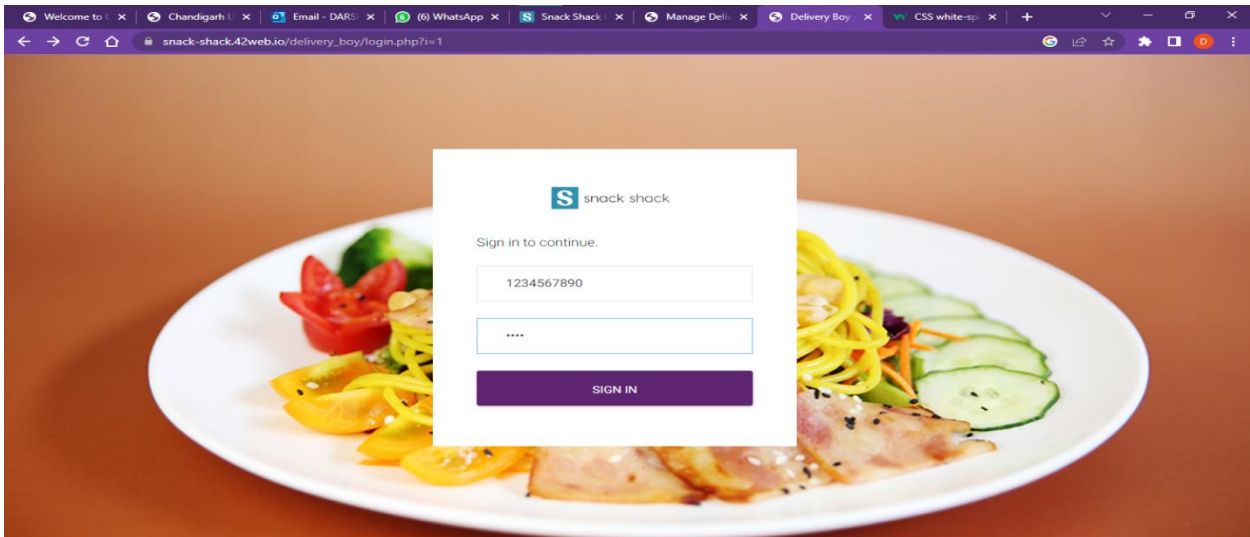 Welcome to
Chandigarh U
Email - DARS
(6) WhatsApp
Snack Shack
Manage Deliv
Delivery Boy
CSS white-sp
snack-shack.42web.io/delivery_boy/login.php?i=1
D
S snack shack
Sign in to continue.
1234567890
••••
SIGN IN